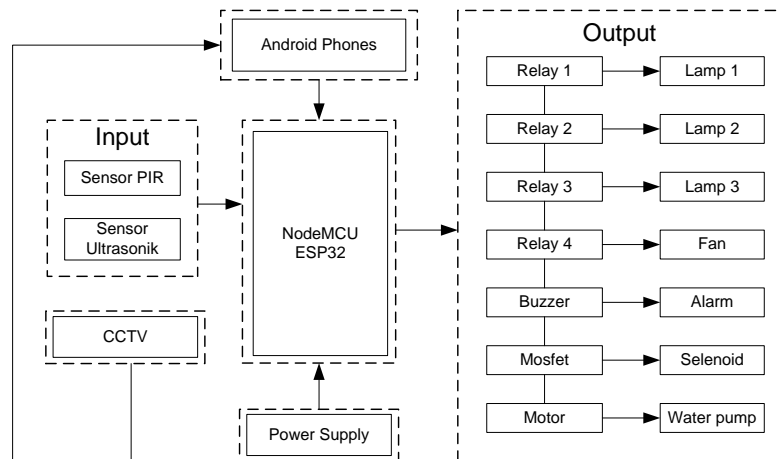 Android Phones
Input
Sensor PIR
Sensor
Ultrasonik
NodeMCU
ESP32
CCTV
Power Supply
Output
Relay 1
Lamp 1
Relay 2
Lamp 2
Relay 3
Lamp 3
Relay 4
Fan
Buzzer
Alarm
Mosfet
Selenoid
Motor
Water pump